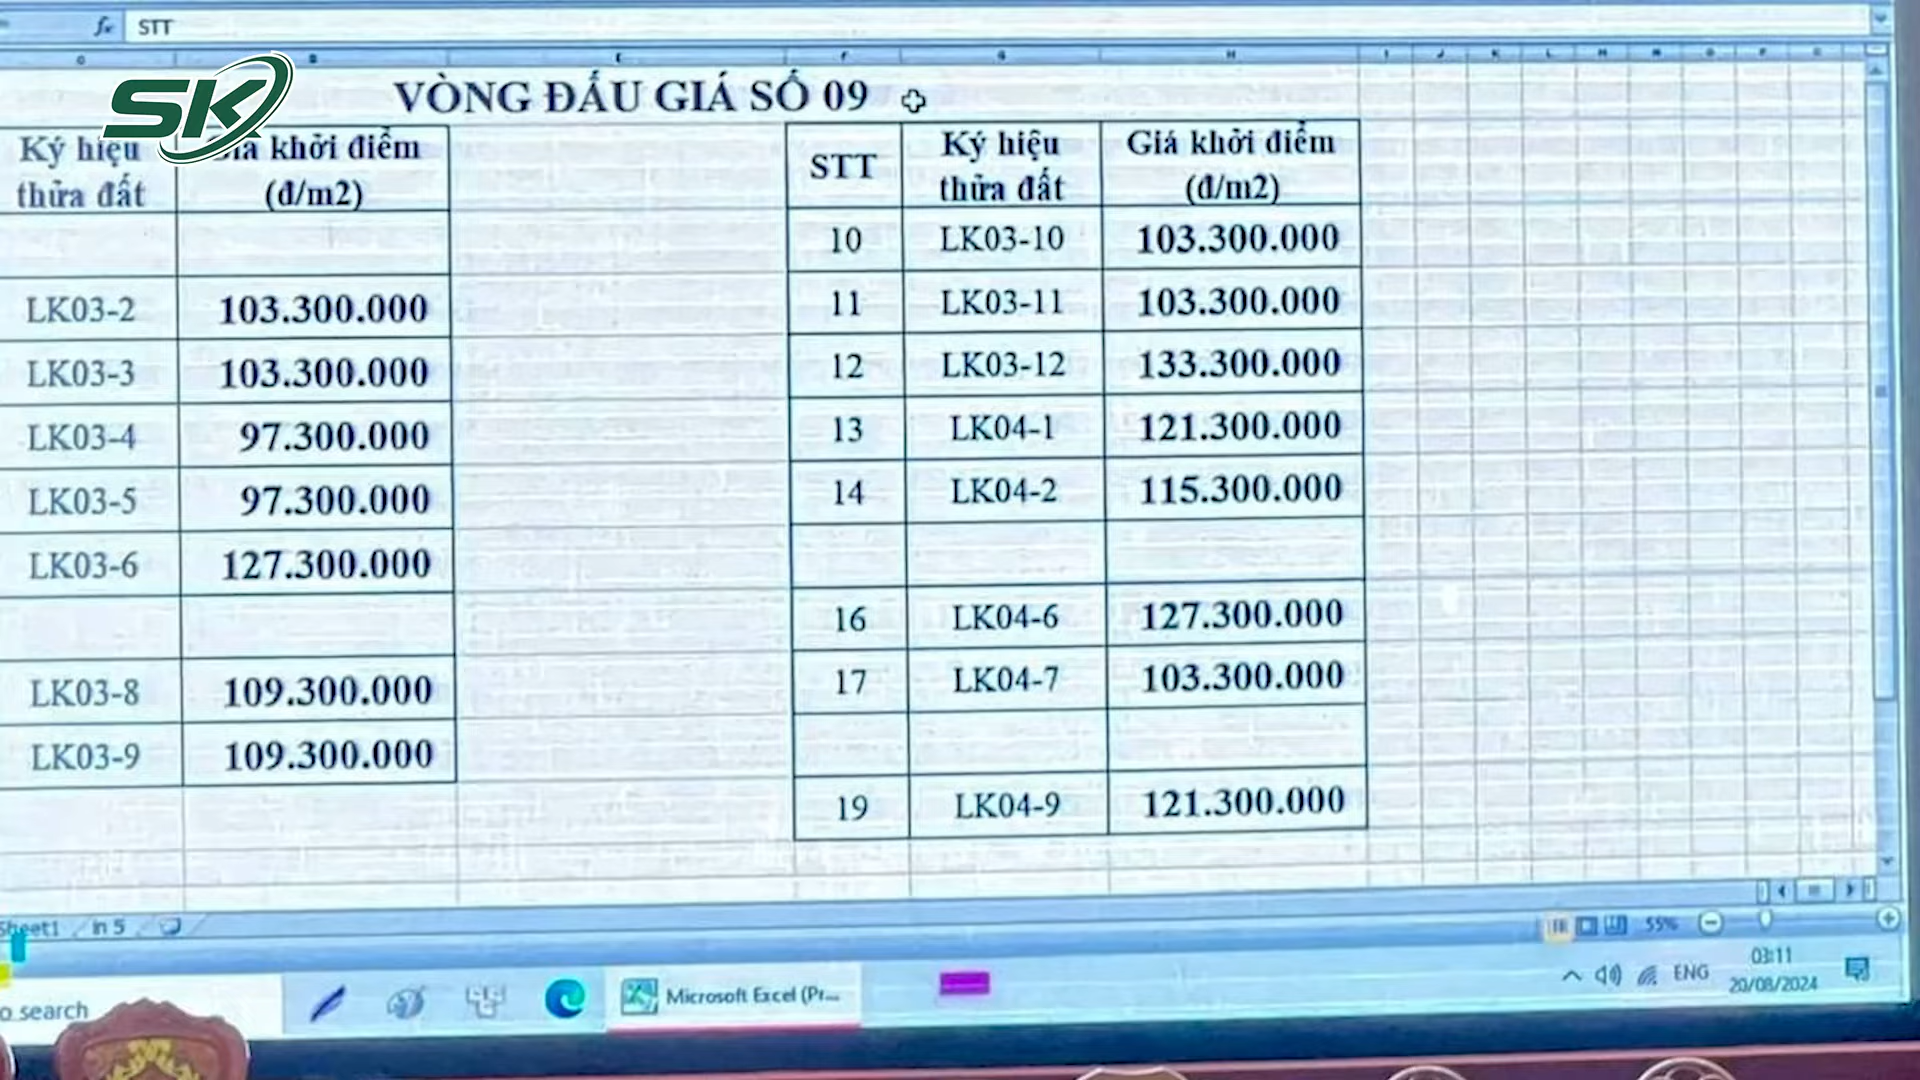 STT
SK
VÒNG ĐẤU GIÁ SỐ 09
Ký hiệu thửa đất
Giá khởi điểm (đ/m2)
LK03-2 103.300.000
LK03-3 103.300.000
LK03-4 97.300.000
LK03-5 97.300.000
LK03-6 127.300.000
LK03-8 109.300.000
LK03-9 109.300.000
STT
Ký hiệu thửa đất
Giá khởi điểm (đ/m2)
10 LK03-10 103.300.000
11 LK03-11 103.300.000
12 LK03-12 133.300.000
13 LK04-1 121.300.000
14 LK04-2 115.300.000
16 LK04-6 127.300.000
17 LK04-7 103.300.000
19 LK04-9 121.300.000
Sheet1 in 5
55%
o search
Microsoft Excel (Pr...
ENG
03:11
20/08/2024